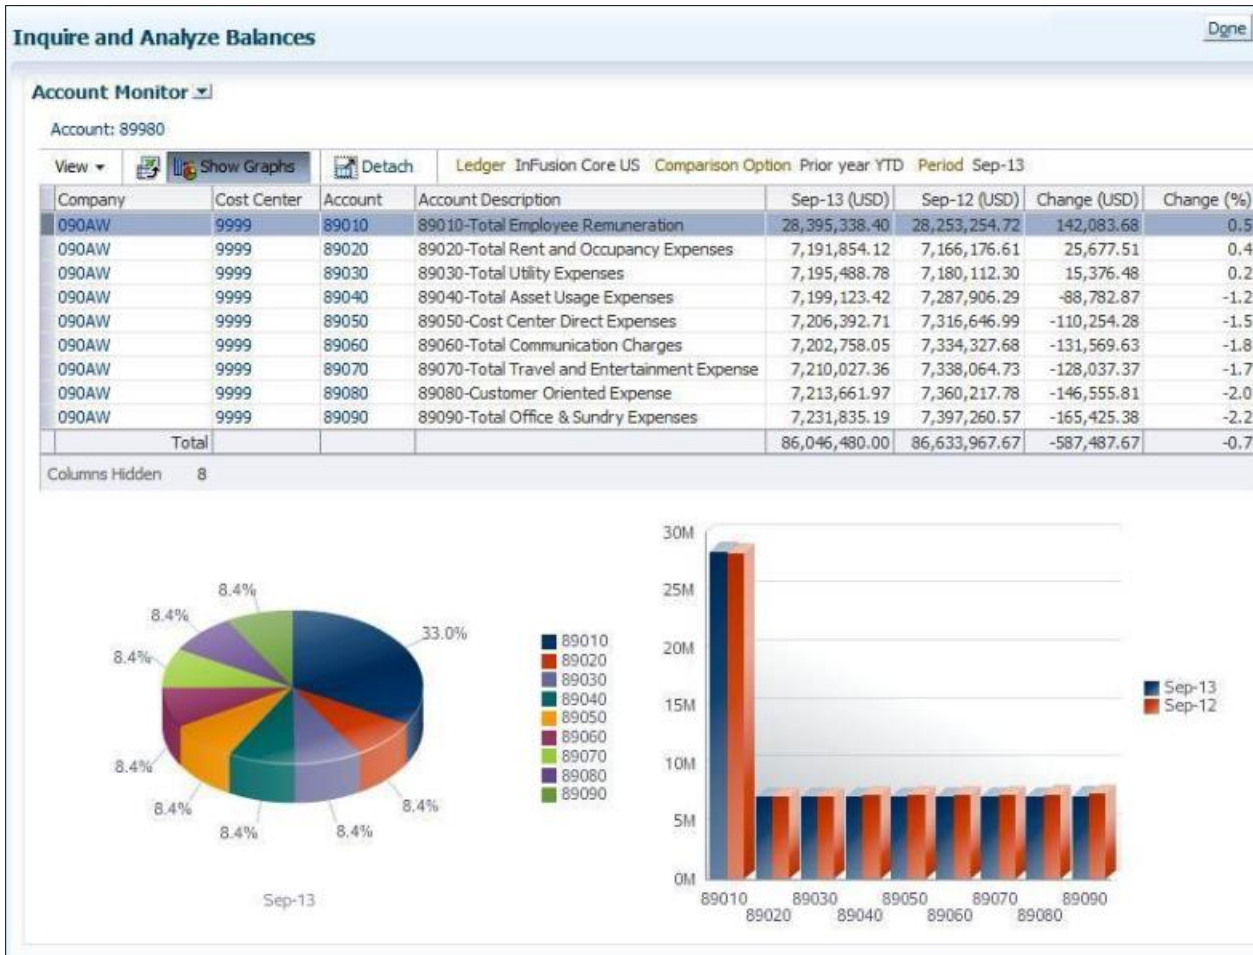 Inquire and Analyze Balances
Done
Account Monitor
Account: 89980
View Show Graphs Detach Ledger InFusion Core US Comparison Option Prior year YTD Period Sep-13
Company Cost Center Account Account Description Sep-13 (USD) Sep-12 (USD) Change (USD) Change (%)
090AW 9999 89010 89010-Total Employee Remuneration 28,395,338.40 28,253,254.72 142,083.68 0.5
090AW 9999 89020 89020-Total Rent and Occupancy Expenses 7,191,854.12 7,166,176.61 25,677.51 0.4
090AW 9999 89030 89030-Total Utility Expenses 7,195,488.78 7,180,112.30 15,376.48 0.2
090AW 9999 89040 89040-Total Asset Usage Expenses 7,199,123.42 7,287,906.29 -88,782.87 -1.2
090AW 9999 89050 89050-Cost Center Direct Expenses 7,206,392.71 7,316,646.99 -110,254.28 -1.5
090AW 9999 89060 89060-Total Communication Charges 7,202,758.05 7,334,327.68 -131,569.63 -1.8
090AW 9999 89070 89070-Total Travel and Entertainment Expense 7,210,027.36 7,338,064.73 -128,037.37 -1.7
090AW 9999 89080 89080-Customer Oriented Expense 7,213,661.97 7,360,217.78 -146,555.81 -2.0
090AW 9999 89090 89090-Total Office & Sundry Expenses 7,231,835.19 7,397,260.57 -165,425.38 -2.2
Total 86,046,480.00 86,633,967.67 -587,487.67 -0.7
Columns Hidden 8
8.4%
8.4%
8.4%
33.0%
8.4%
8.4%
8.4%
8.4%
8.4%
Sep-13
89010
89020
89030
89040
89050
89060
89070
89080
89090
30M
25M
20M
15M
10M
5M
0M
89010 89030 89050 89070 89090
89020 89040 89060 89080
Sep-13
Sep-12